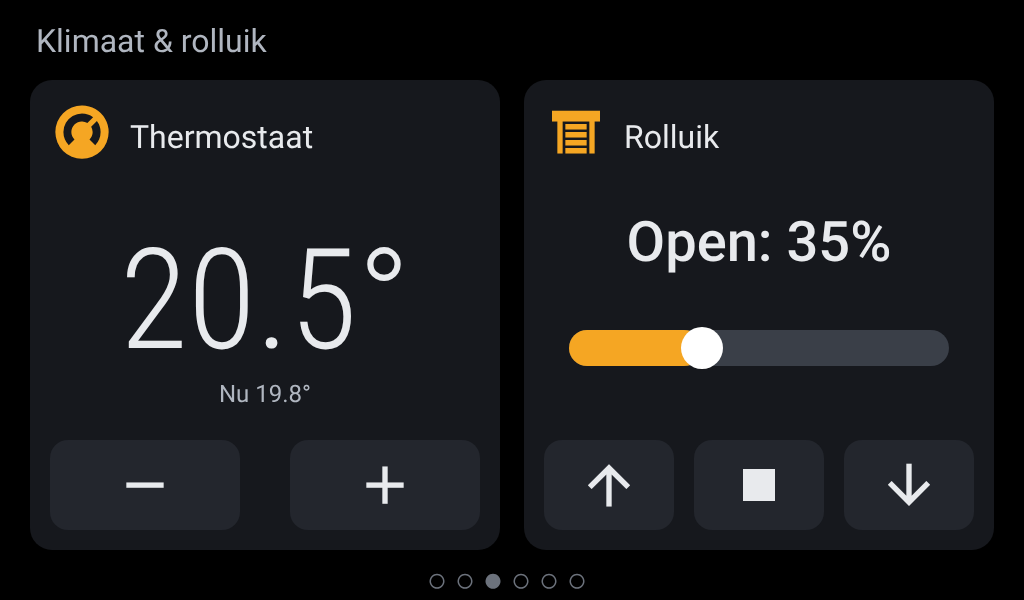 Klimaat & rolluik
Thermostaat
20.5°
Nu 19.8°
Rolluik
Open: 35%